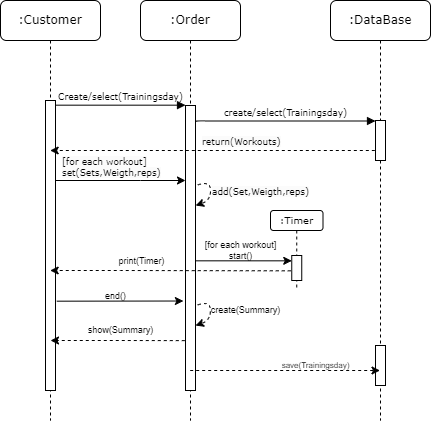 :Customer
:Order
:DataBase
Create/select(Trainingsday)
create/select(Trainingsday)
return(Workouts)
[for each workout]
set(Sets,Weigth,reps)
add(Set,Weigth,reps)
:Timer
[for each workout]
start()
print(Timer)
end()
create(Summary)
show(Summary)
save(Trainingsday)